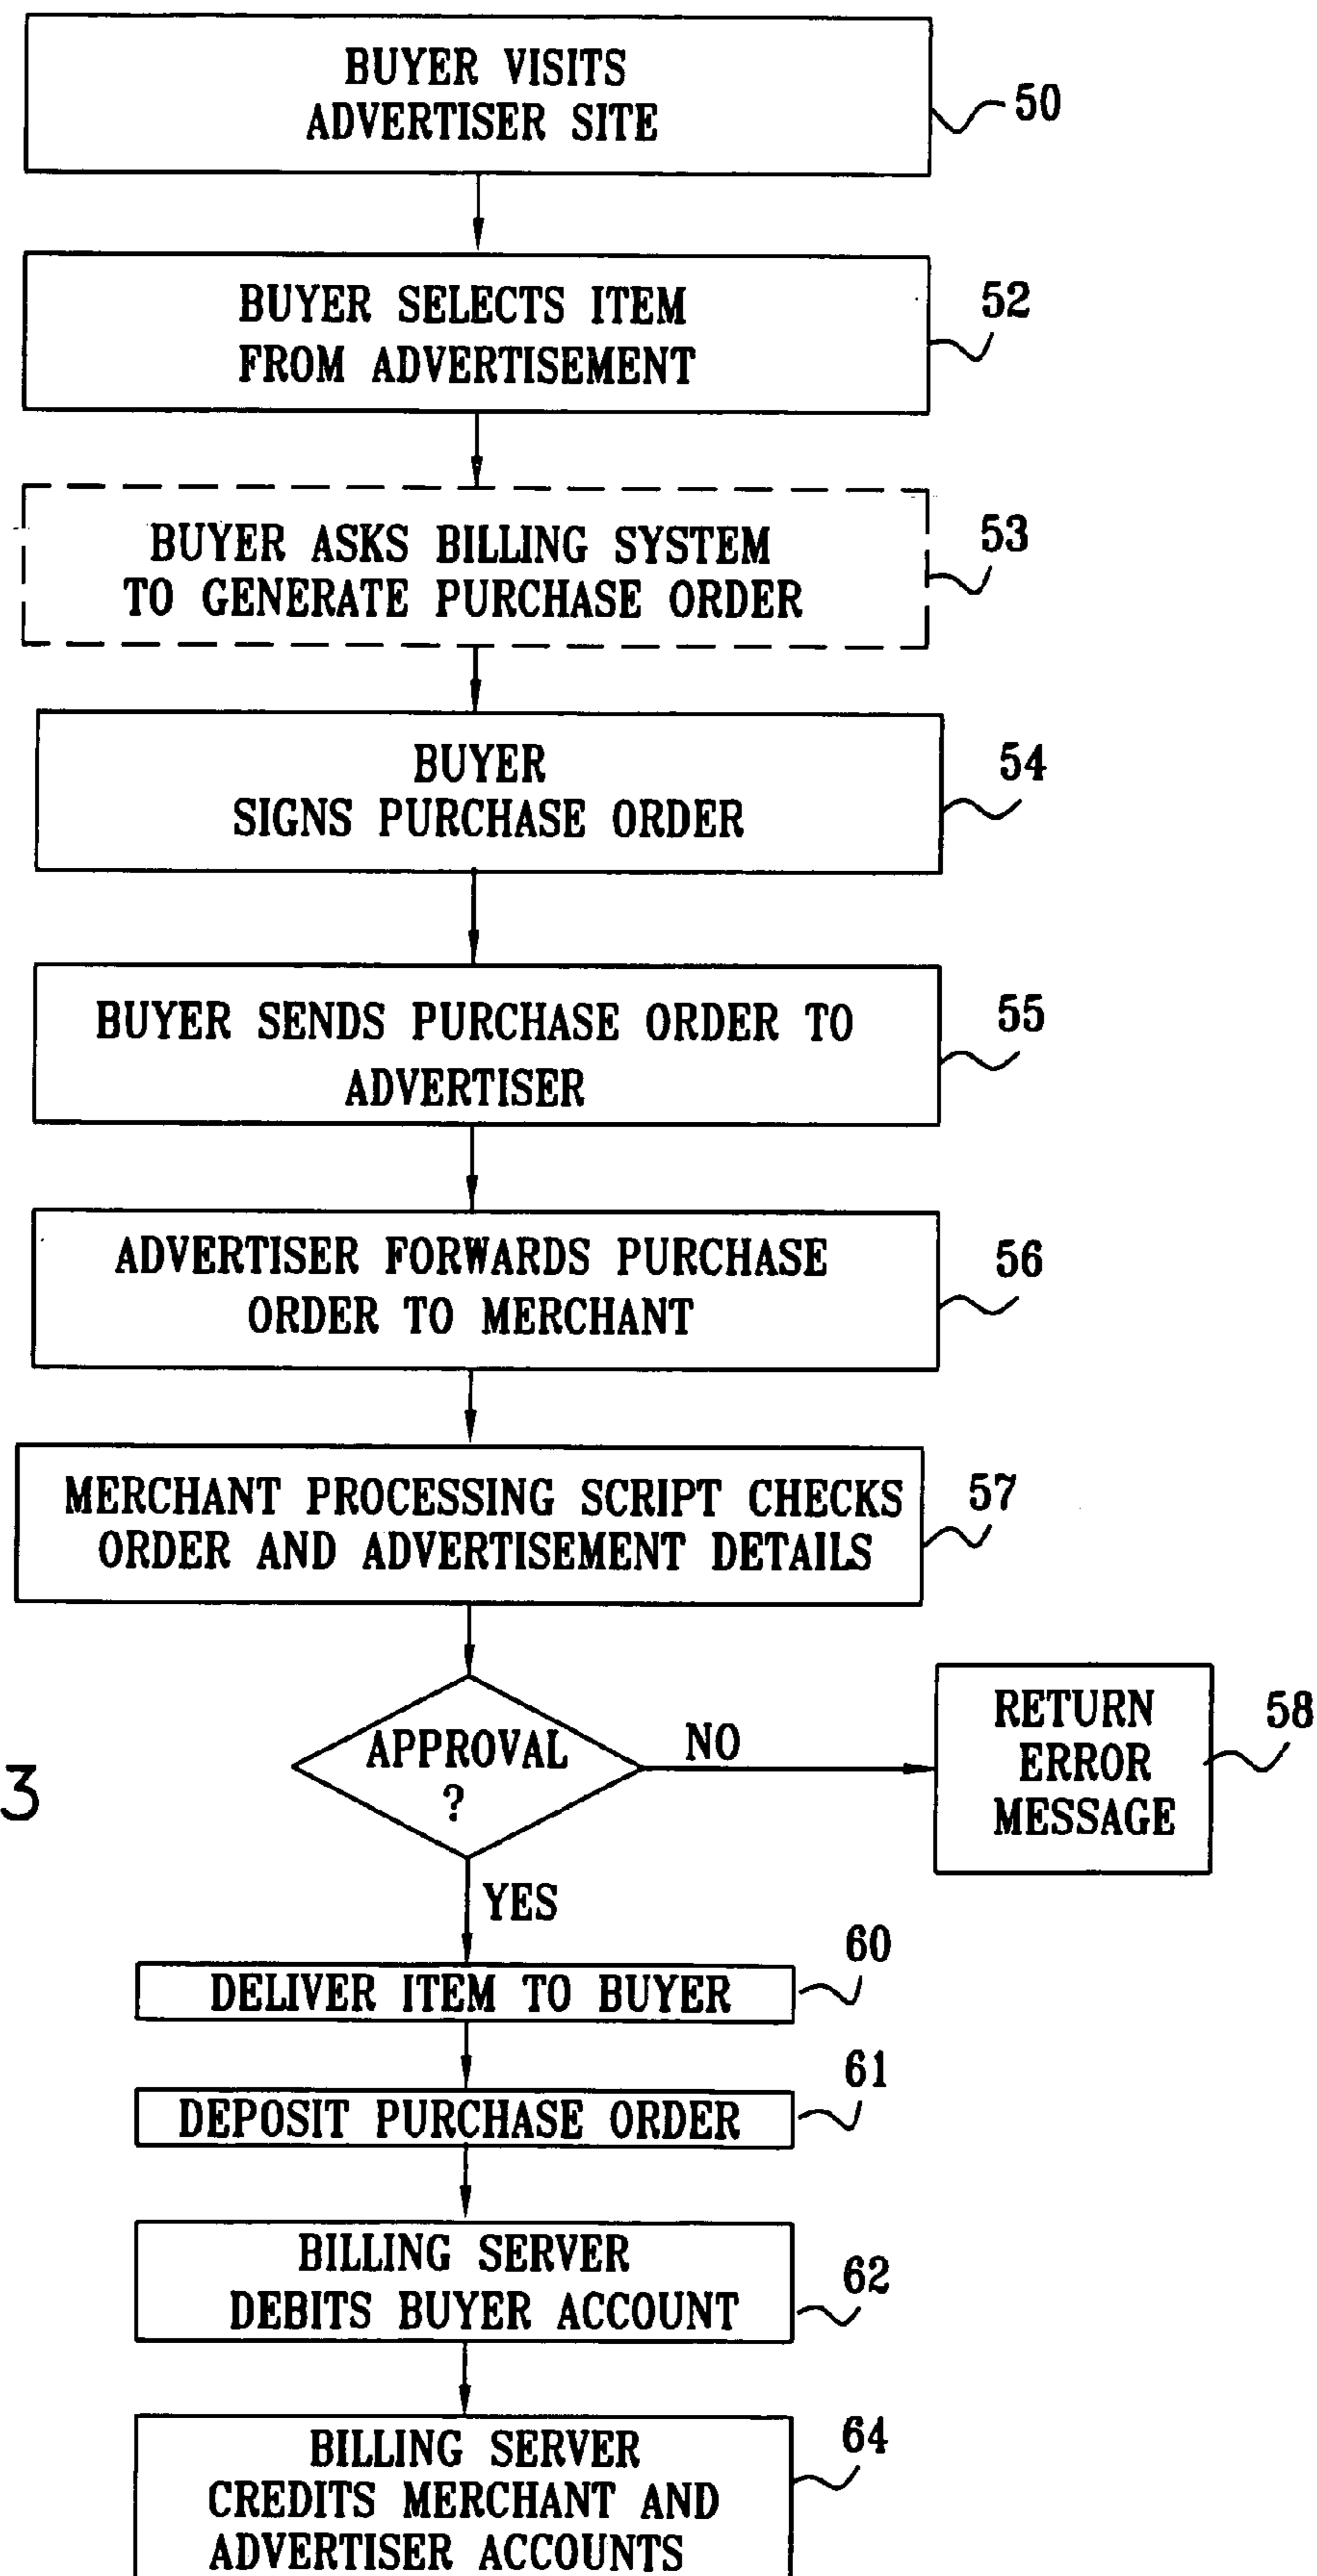 BUYER VISITS
ADVERTISER SITE
50
BUYER SELECTS ITEM
FROM ADVERTISEMENT
52
BUYER ASKS BILLING SYSTEM
TO GENERATE PURCHASE ORDER
53
BUYER
SIGNS PURCHASE ORDER
54
BUYER SENDS PURCHASE ORDER TO
ADVERTISER
55
ADVERTISER FORWARDS PURCHASE
ORDER TO MERCHANT
56
MERCHANT PROCESSING SCRIPT CHECKS
ORDER AND ADVERTISEMENT DETAILS
57
APPROVAL
?
NO
RETURN
ERROR
MESSAGE
58
3
YES
DELIVER ITEM TO BUYER
60
DEPOSIT PURCHASE ORDER
61
BILLING SERVER
DEBITS BUYER ACCOUNT
62
BILLING SERVER
CREDITS MERCHANT AND
ADVERTISER ACCOUNTS
64